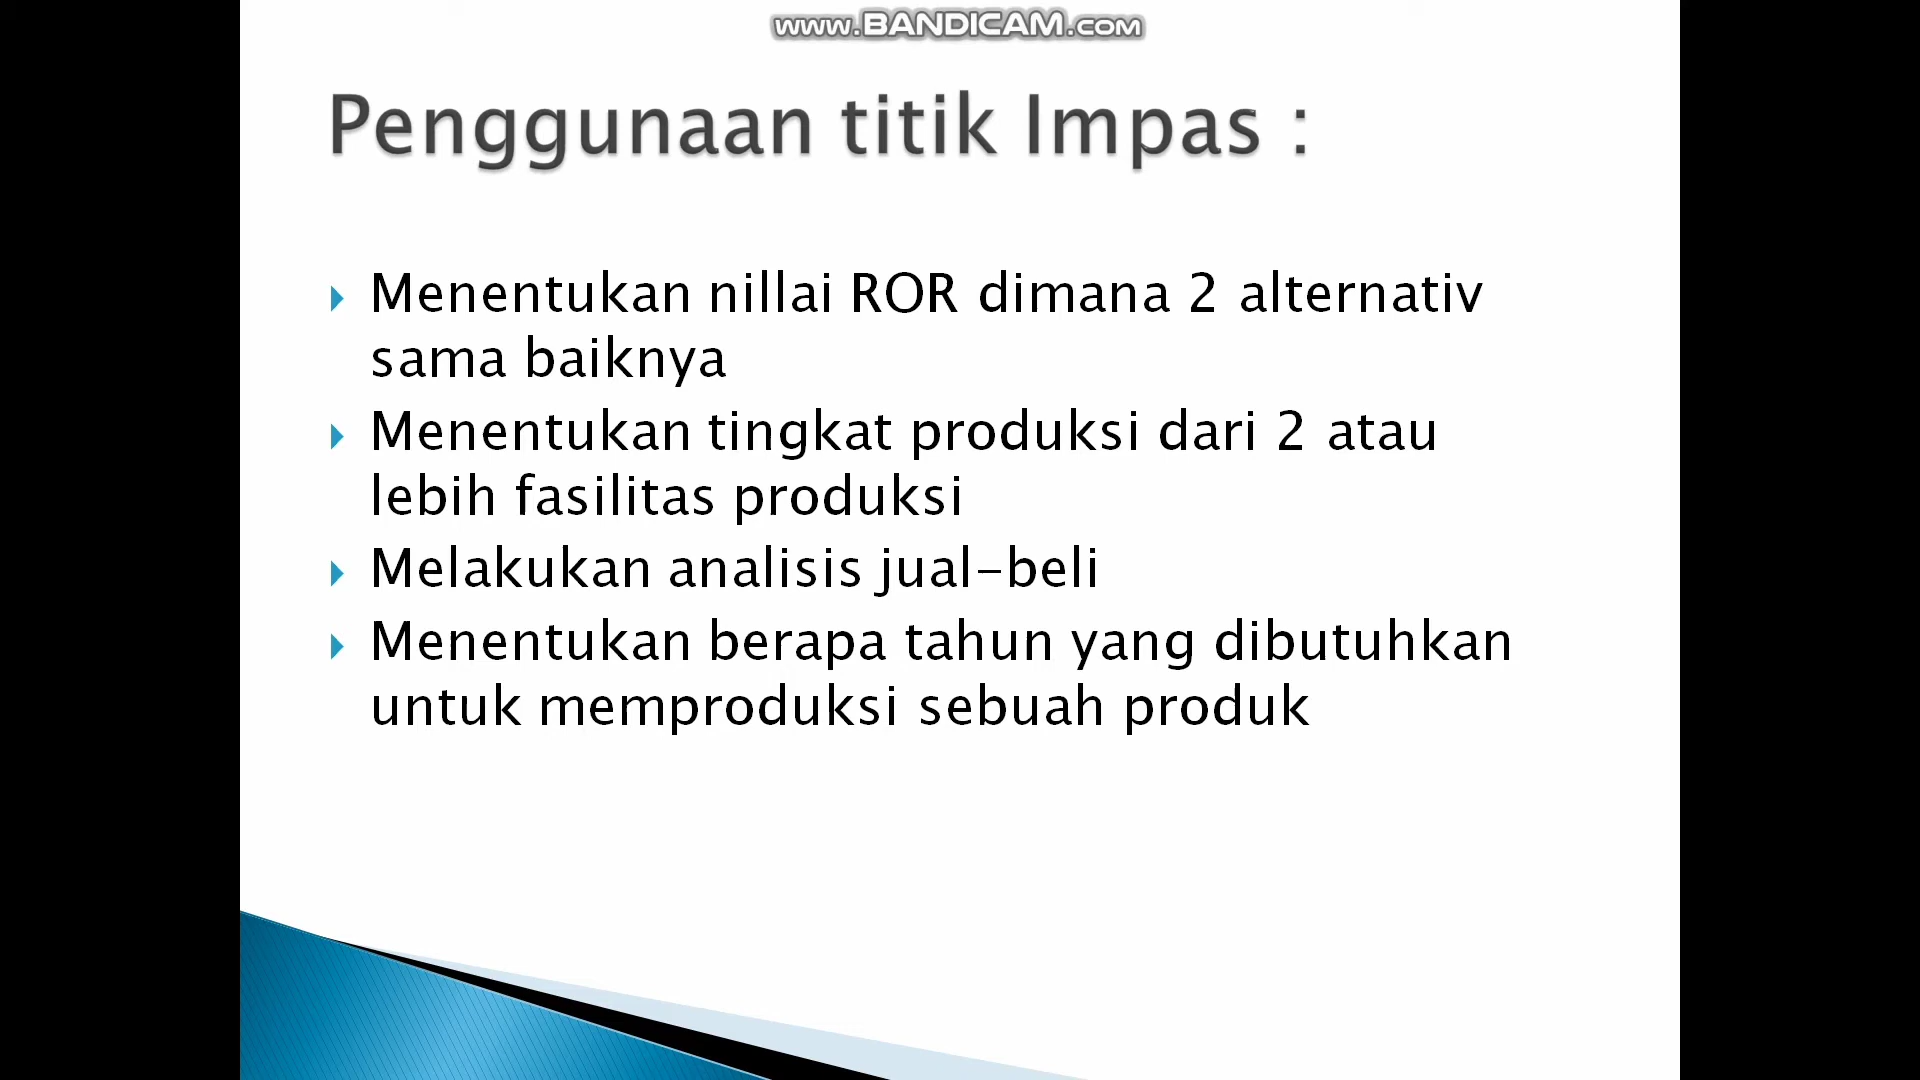 www.BANDICAM.com
Penggunaan titik Impas :
Menentukan nillai ROR dimana 2 alternativ
sama baiknya
Menentukan tingkat produksi dari 2 atau
lebih fasilitas produksi
Melakukan analisis jual-beli
Menentukan berapa tahun yang dibutuhkan
untuk memproduksi sebuah produk